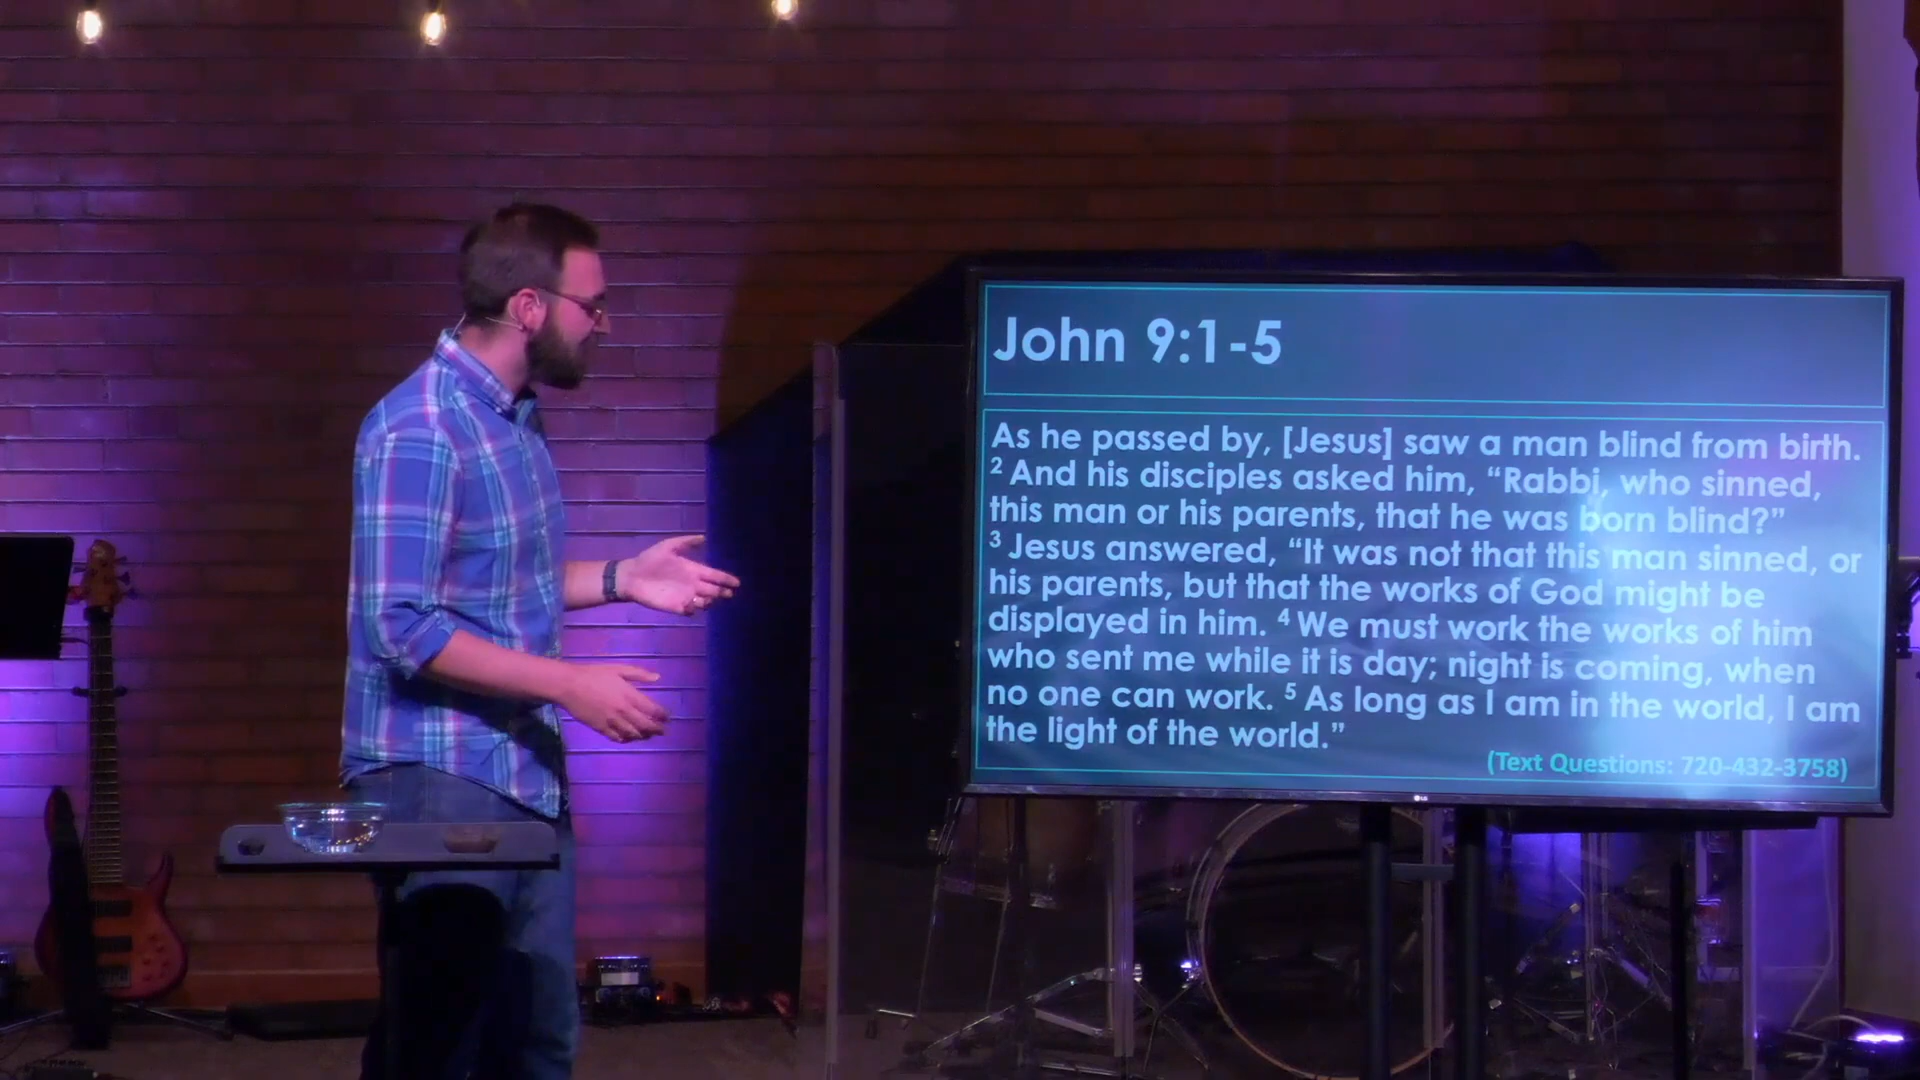 John 9:1-5
As he passed by, [Jesus] saw a man blind from birth.
2 And his disciples asked him, “Rabbi, who sinned,
this man or his parents, that he was born blind?”
3 Jesus answered, “It was not that this man sinned, or
his parents, but that the works of God might be
displayed in him. 4 We must work the works of him
who sent me while it is day; night is coming, when
no one can work. 5 As long as I am in the world, I am
the light of the world.”
(Text Questions: 720-432-3758)
LG